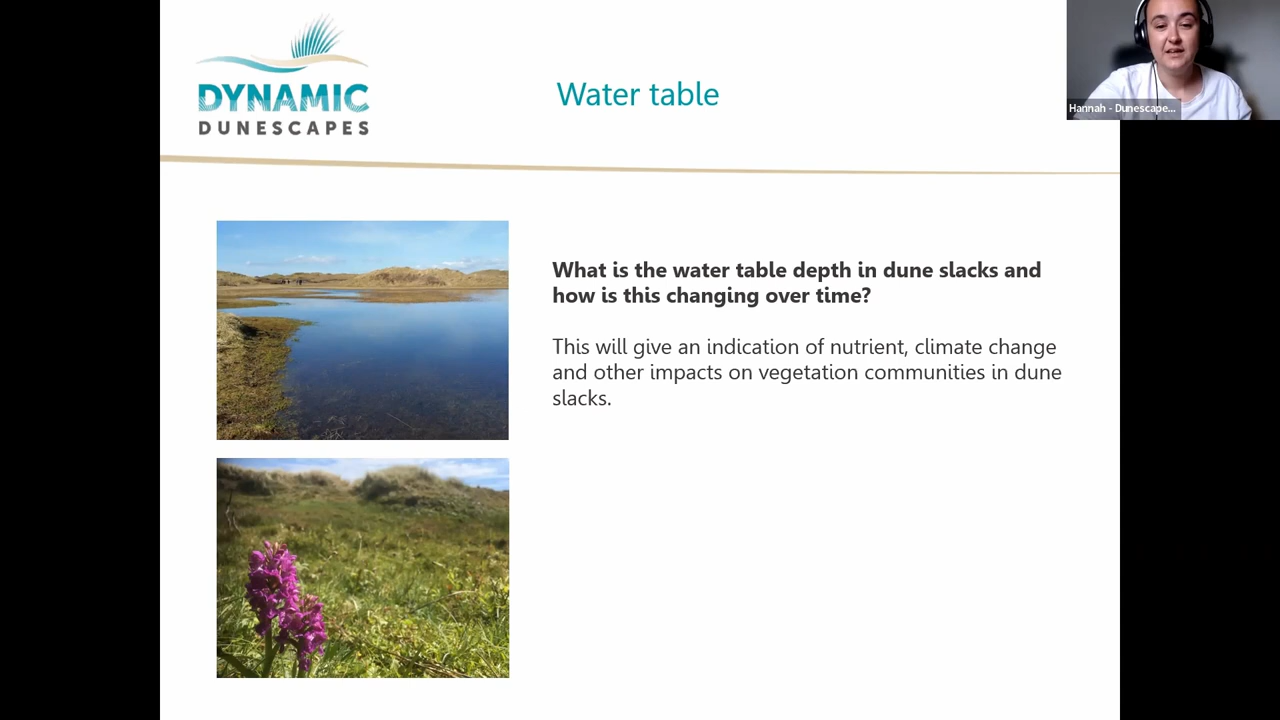 DYNAMIC
DUNESCAPES
Water table
Hannah - Dunescape...
What is the water table depth in dune slacks and
how is this changing over time?
This will give an indication of nutrient, climate change
and other impacts on vegetation communities in dune
slacks.